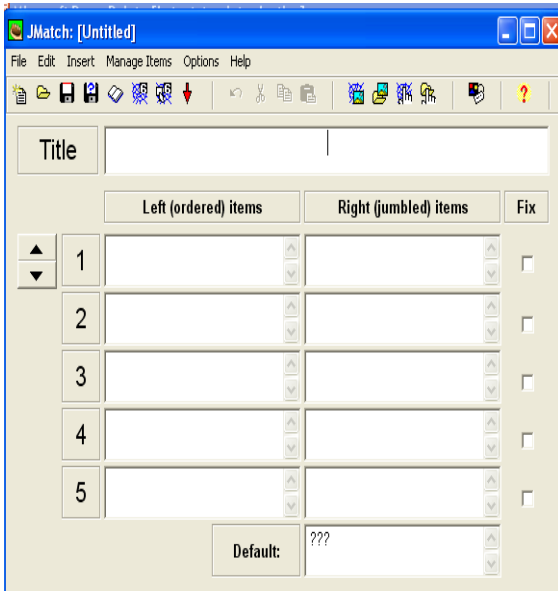 JMatch: [Untitled]
File Edit Insert Manage Items Options Help
Title
Left (ordered) items Right (jumbled) items Fix
1
2
3
4
5
Default: ???